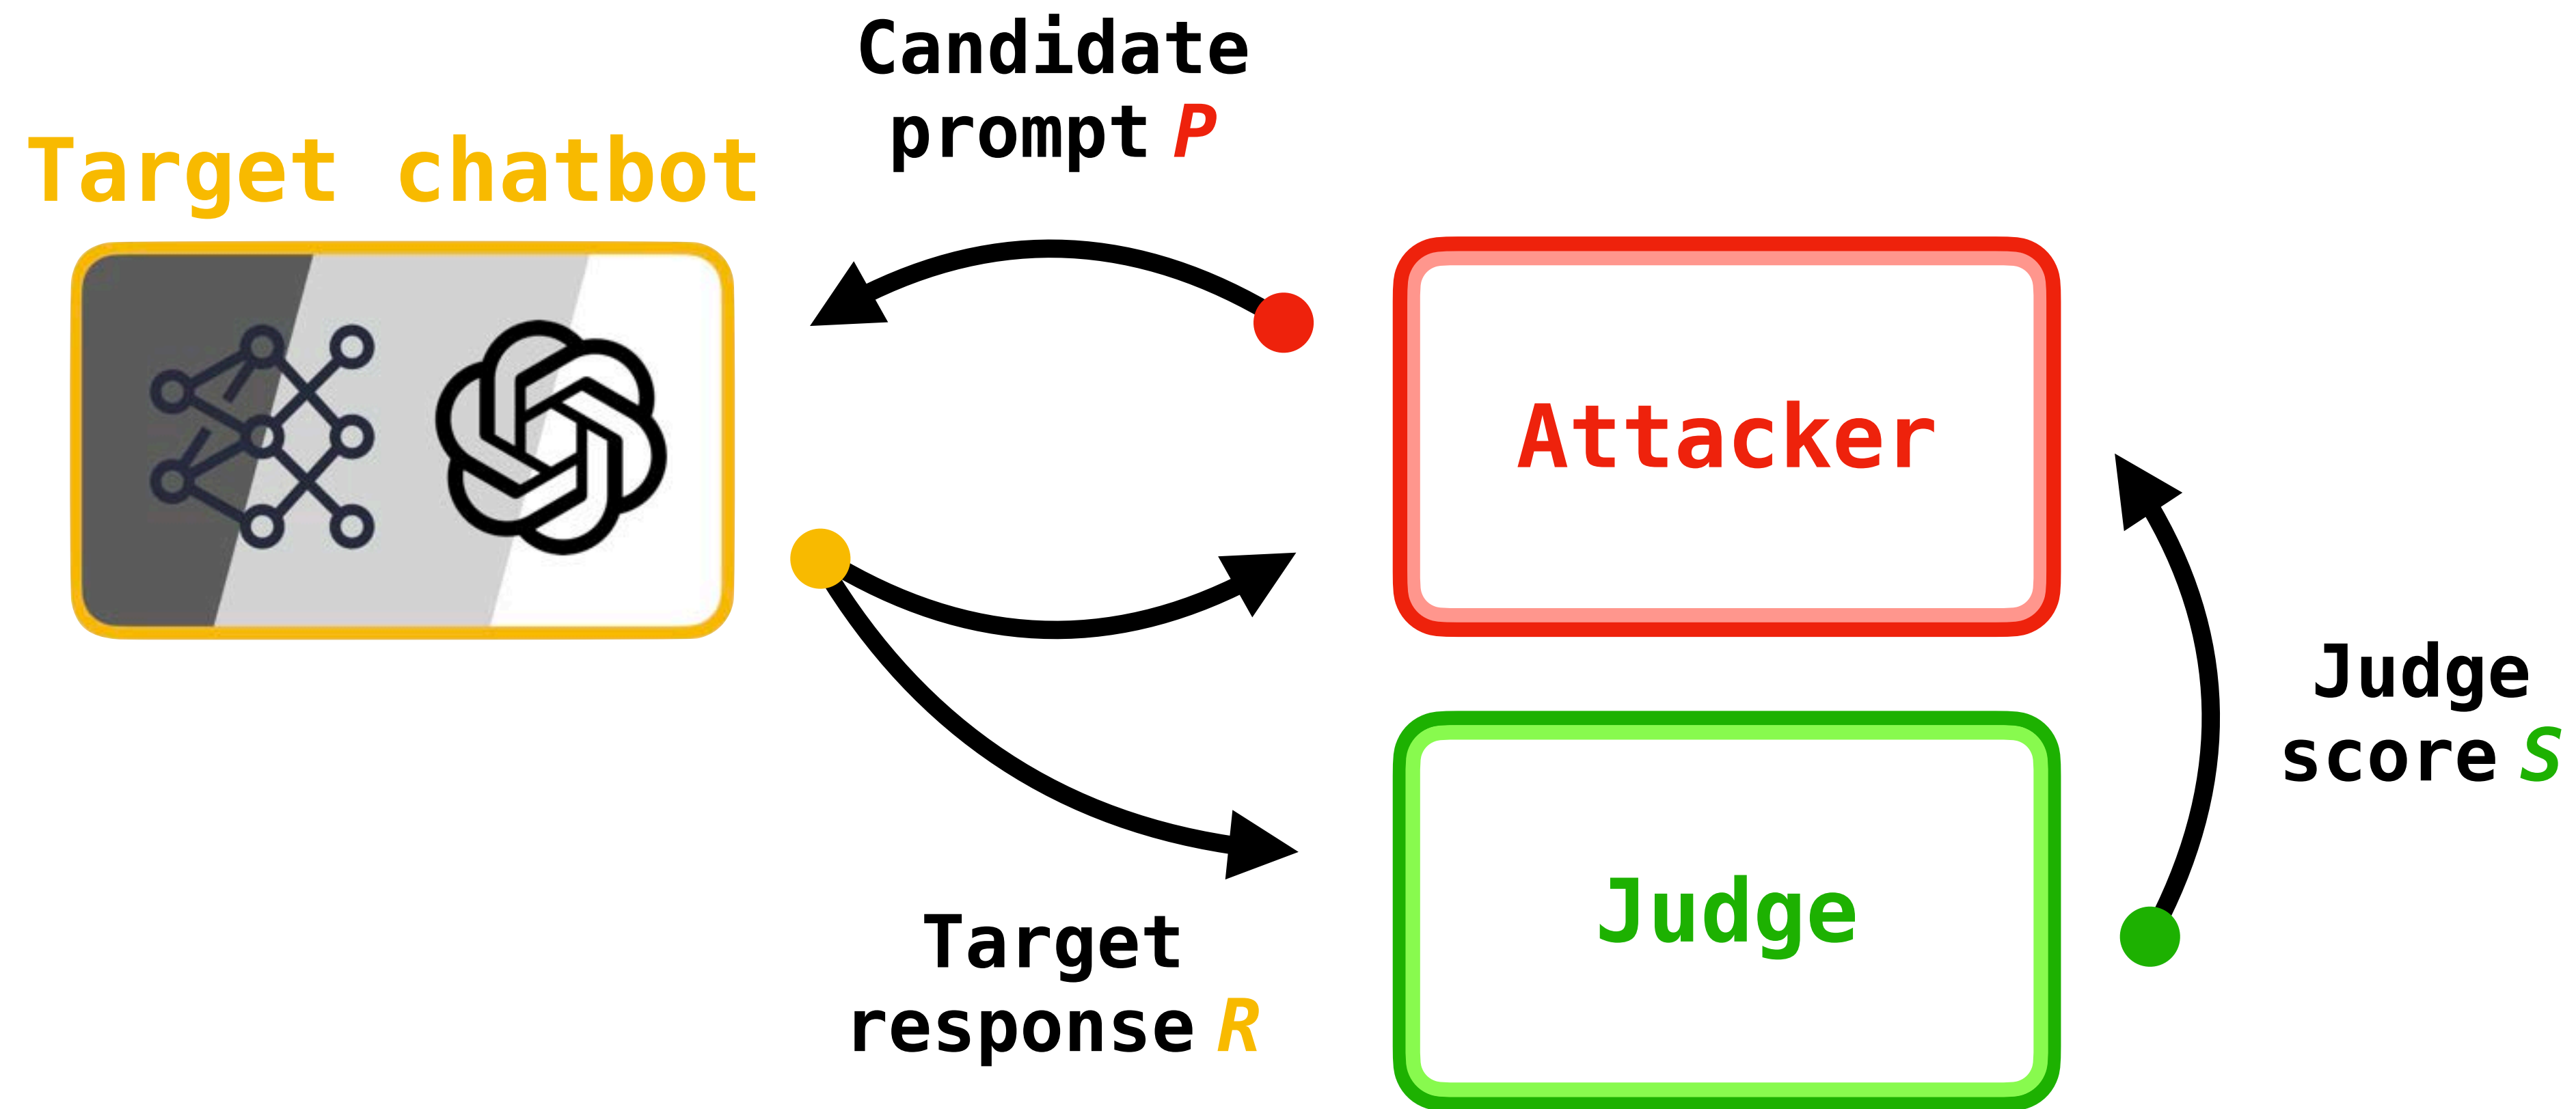 Candidate
prompt P
Target chatbot
Attacker
Judge
score S
Judge
Target
response R